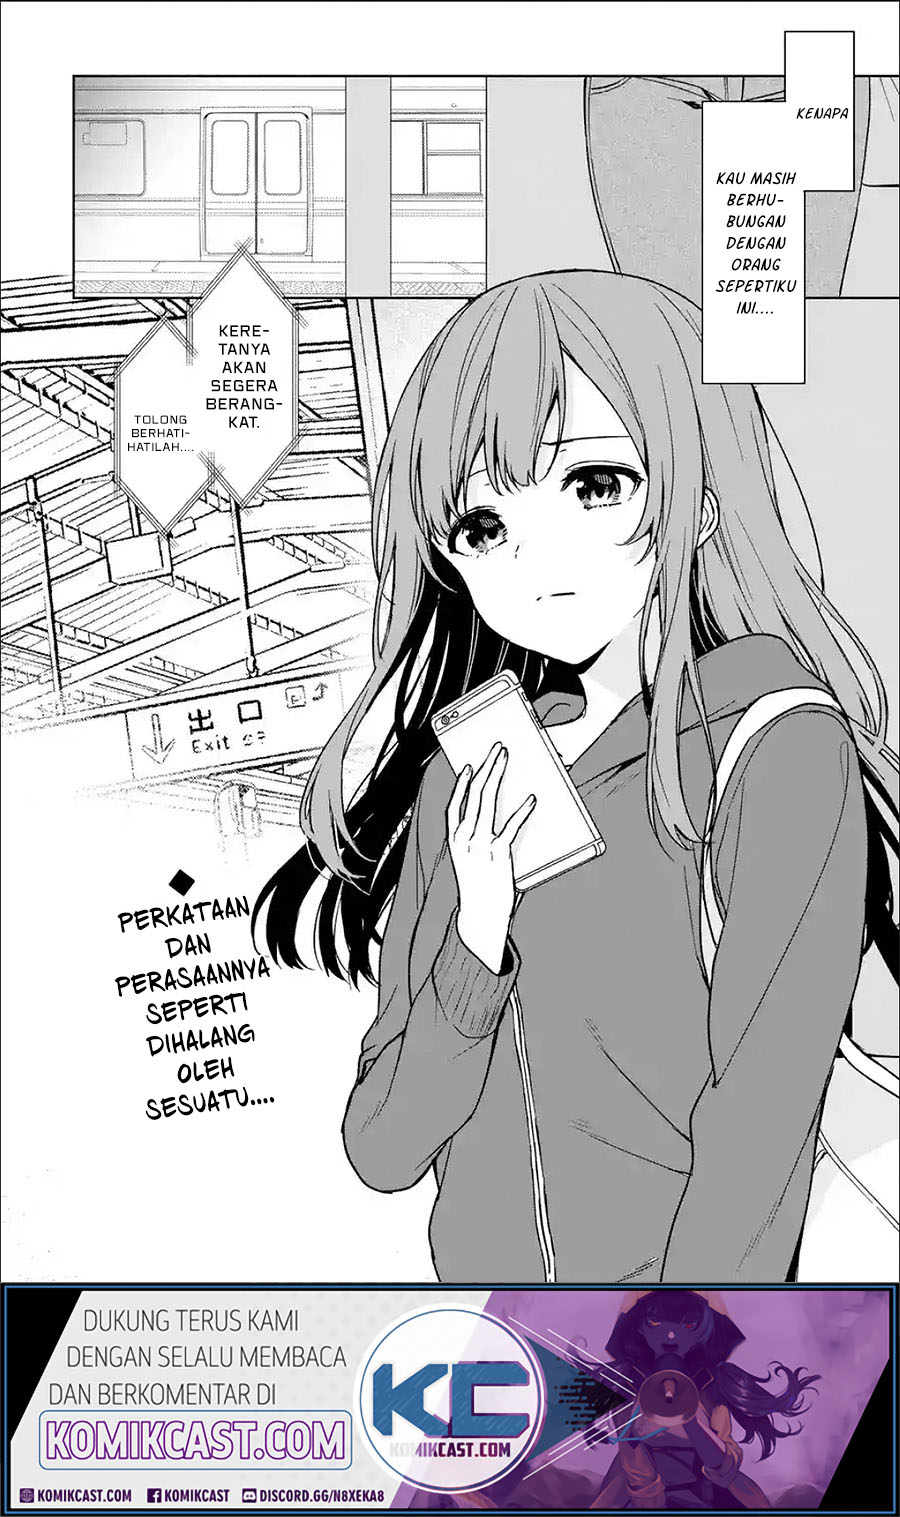 KENAPA
KAU MASIH
BERHU-
BUNGAN
DENGAN
ORANG
SEPERTIKU
INI....
KERE-
TANYA
AKAN
SEGERA
BERANG-
KAT.
TOLONG
BERHATI-
HATILAH....
出口
Exit
PERKATAAN
DAN
PERASAANNYA
SEPERTI
DIHALANG
OLEH
SESUATU....
DUKUNG TERUS KAMI
DENGAN SELALU MEMBACA
DAN BERKOMENTAR DI
KOMIKCAST.COM
KC
KOMIKCAST.COM
KOMIKCAST.COM KOMIKCAST DISCORD.GG/N8XEKA8